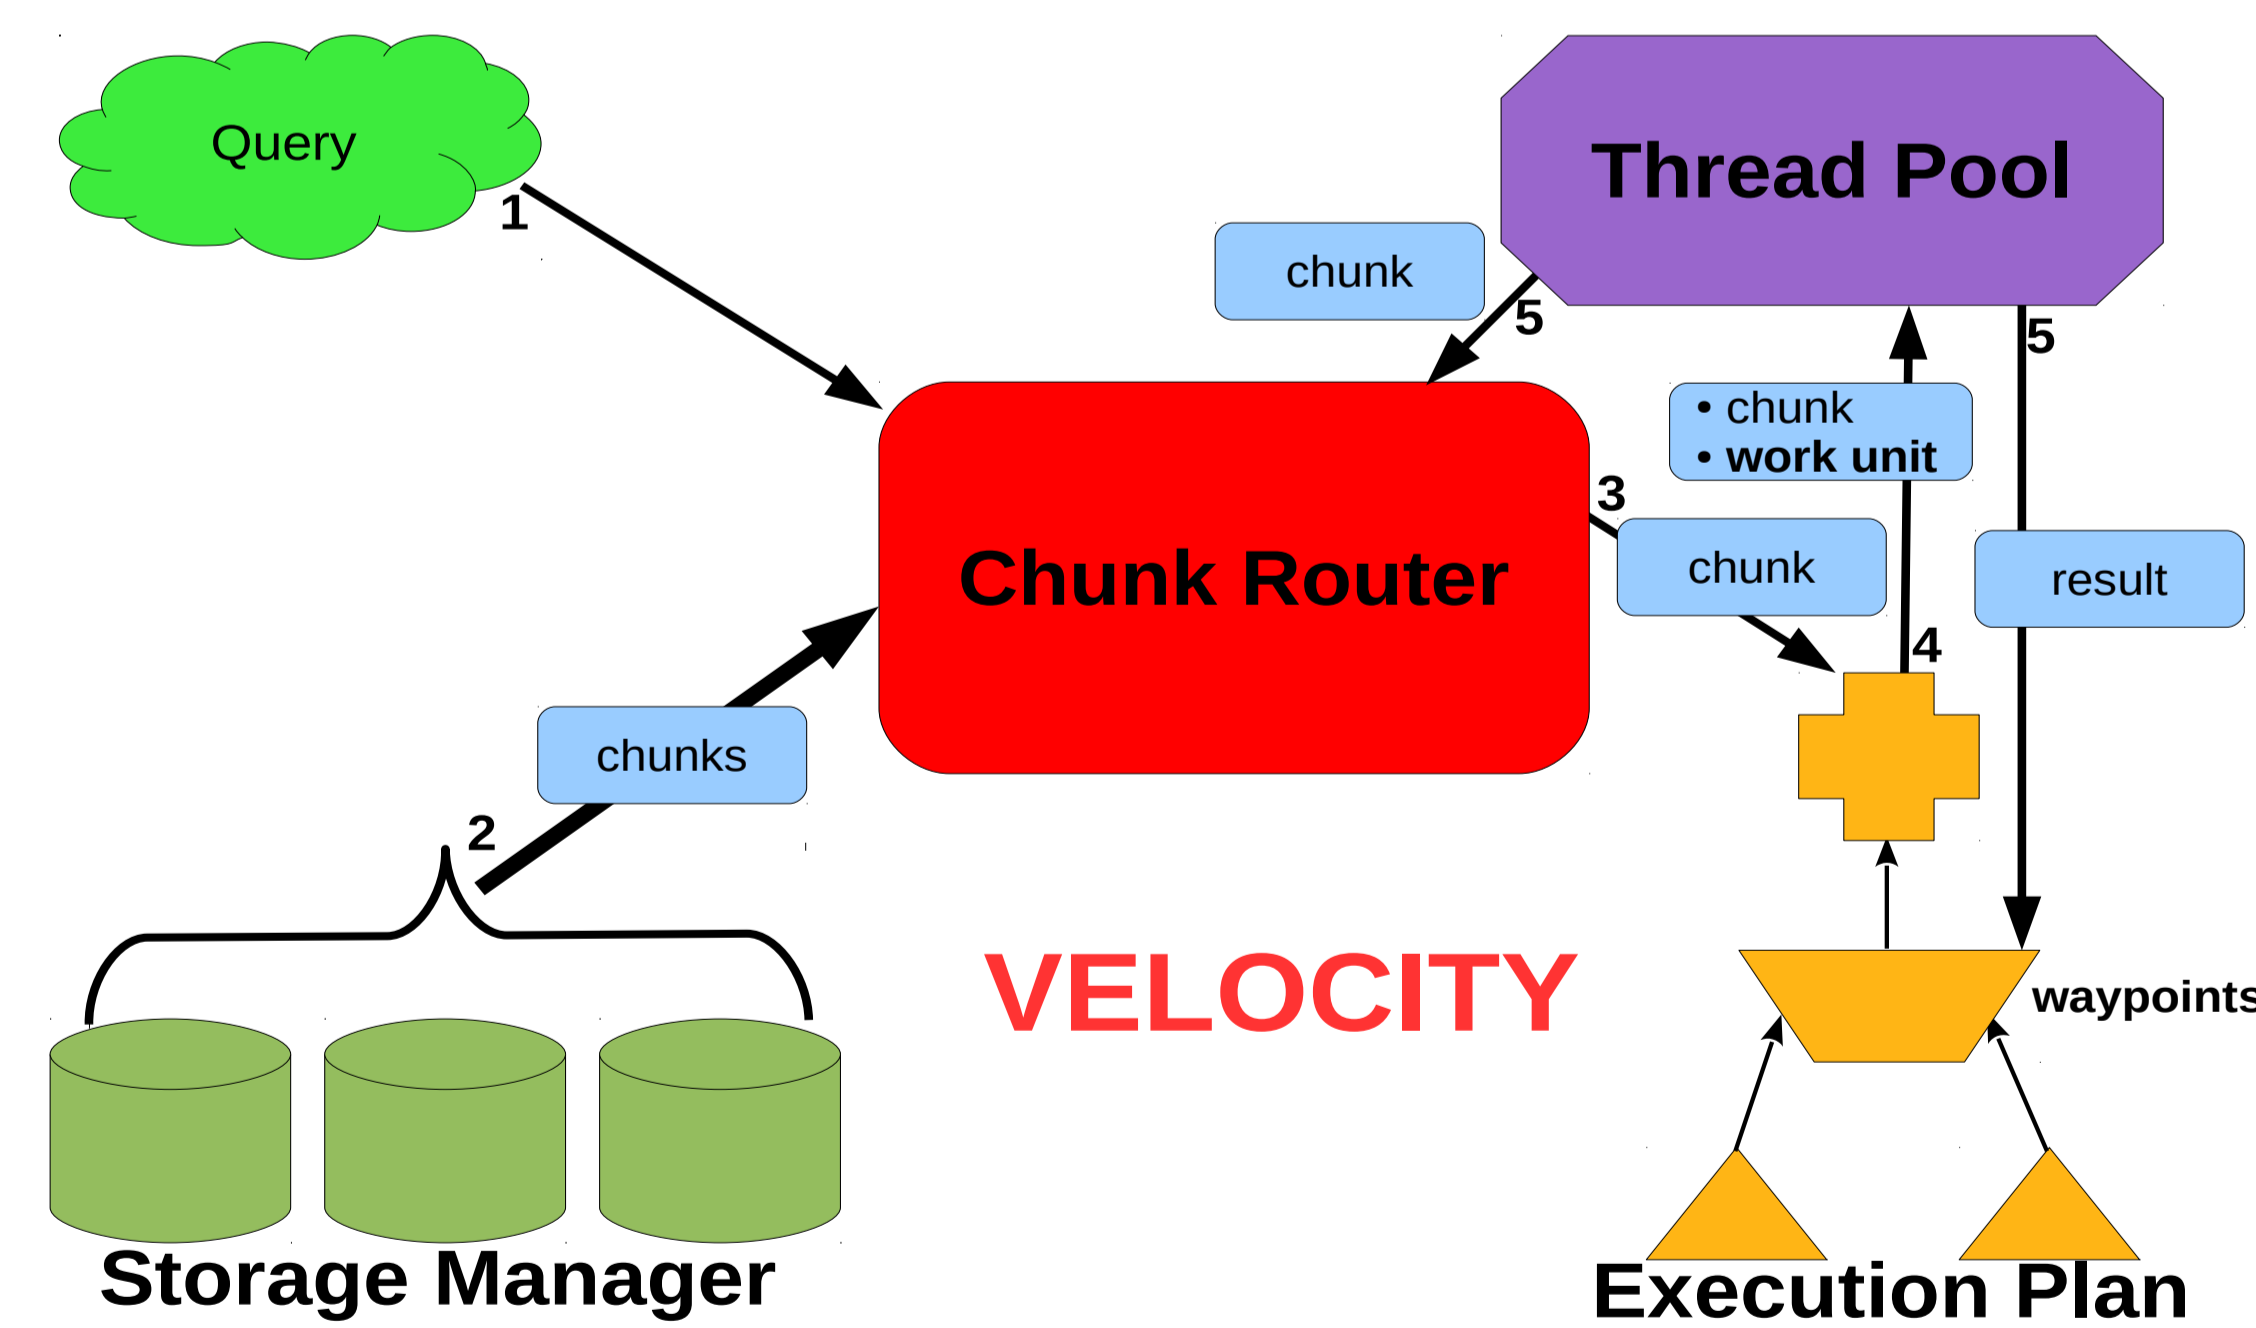 Query
1
Thread Pool
chunk
5
5
• chunk
• work unit
3
chunk
Chunk Router
result
4
chunks
2
VELOCITY
waypoints
Storage Manager
Execution Plan